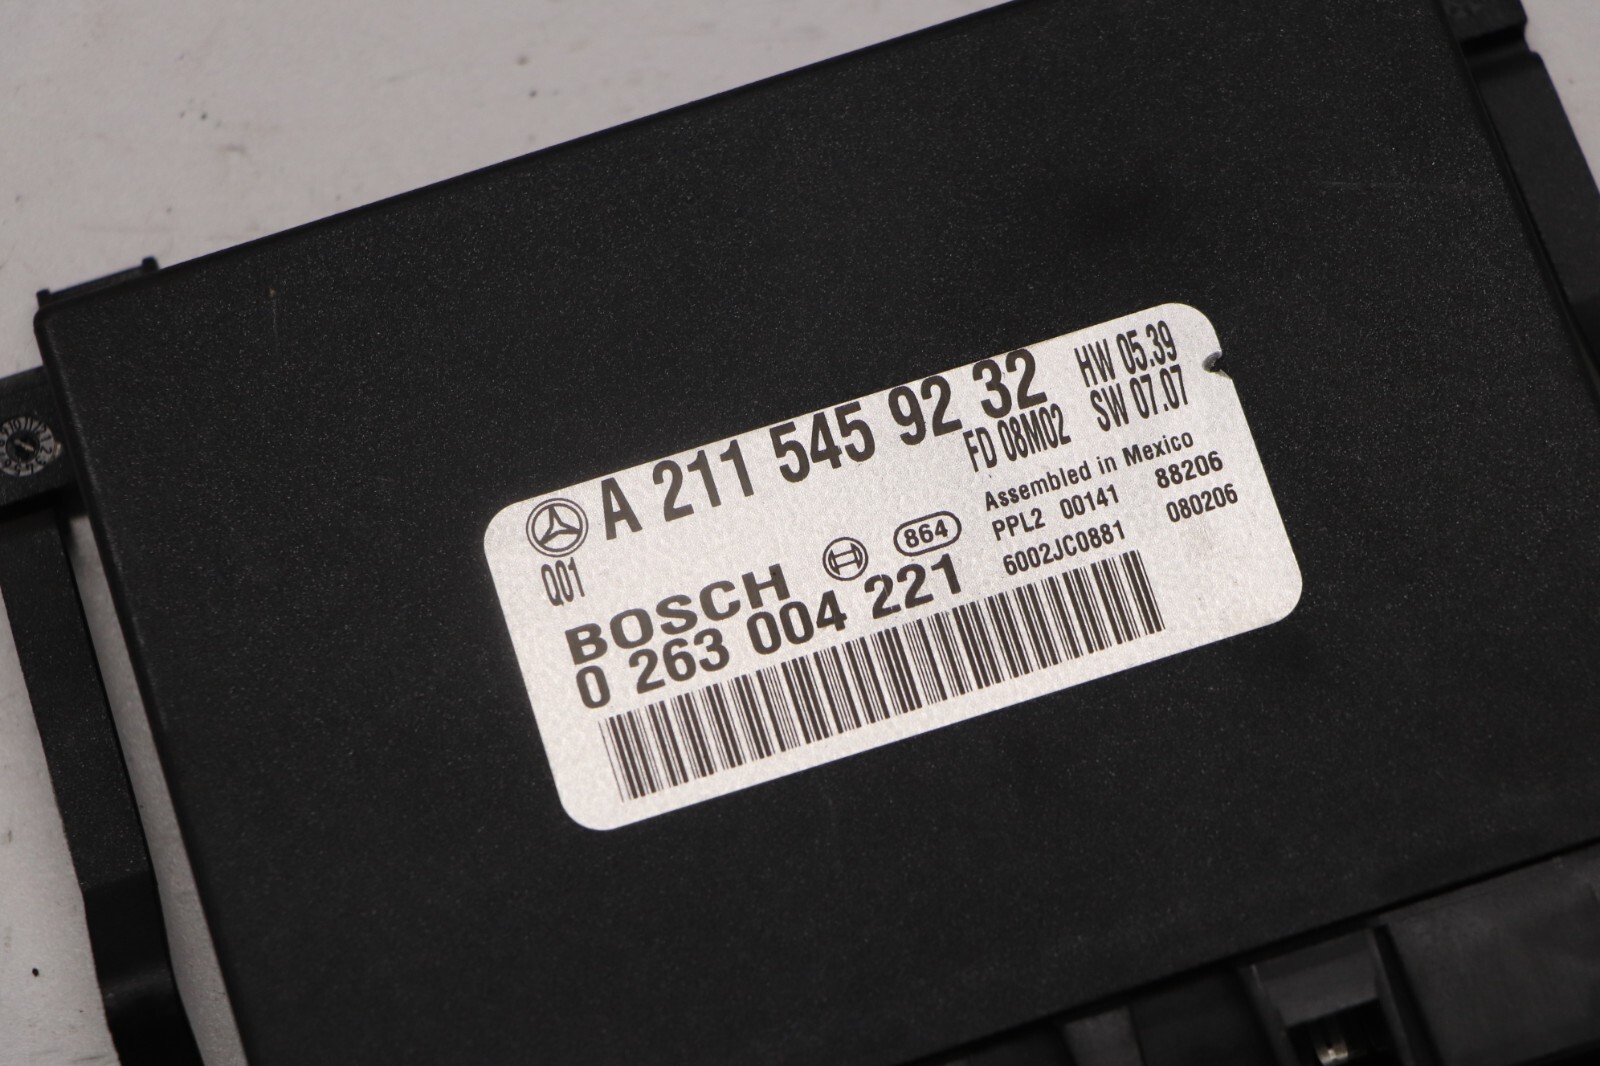 A 211 545 92 32
HW 05.39
FD 08M02
SW 07.07
Q01
Assembled in Mexico
864
PPL2 00141 88206
BOSCH
6002JC0881 080206
0 263 004 221